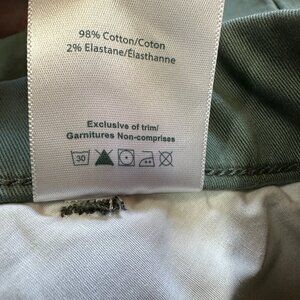 98% Cotton/Coton
2% Elastane/Élasthanne
Exclusive of trim/
Garnitures Non-comprises
30